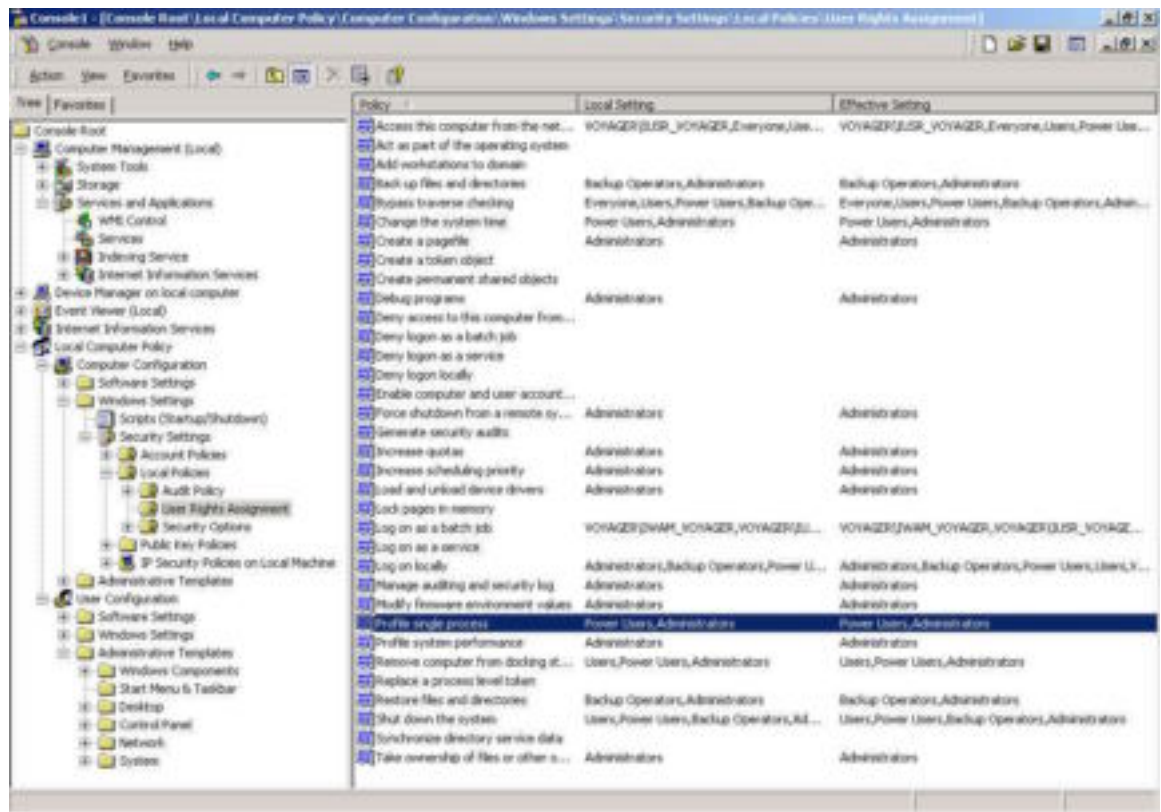 Console1 - [Console Root\Local Computer Policy\Computer Configuration\Windows Settings\Security Settings\Local Policies\User Rights Assignment]
Console Window Help
Action View Favorites
Tree Favorites
Console Root
Computer Management (Local)
System Tools
Storage
Services and Applications
WMI Control
Services
Indexing Service
Internet Information Services
Device Manager on local computer
Event Viewer (Local)
Internet Information Services
Local Computer Policy
Computer Configuration
Software Settings
Windows Settings
Scripts (Startup/Shutdown)
Security Settings
Account Policies
Local Policies
Audit Policy
User Rights Assignment
Security Options
Public Key Policies
IP Security Policies on Local Machine
Administrative Templates
User Configuration
Software Settings
Windows Settings
Administrative Templates
Windows Components
Start Menu & Taskbar
Desktop
Control Panel
Network
System
Policy Local Setting Effective Setting
Access this computer from the net... VOYAGER\IUSR_VOYAGER,Everyone,Use... VOYAGER\IUSR_VOYAGER,Everyone,Users,Power Use...
Act as part of the operating system
Add workstations to domain
Back up files and directories Backup Operators,Administrators Backup Operators,Administrators
Bypass traverse checking Everyone,Users,Power Users,Backup Ope... Everyone,Users,Power Users,Backup Operators,Admin...
Change the system time Power Users,Administrators Power Users,Administrators
Create a pagefile Administrators Administrators
Create a token object
Create permanent shared objects
Debug programs Administrators Administrators
Deny access to this computer from...
Deny logon as a batch job
Deny logon as a service
Deny logon locally
Enable computer and user account...
Force shutdown from a remote sy... Administrators Administrators
Generate security audits
Increase quotas Administrators Administrators
Increase scheduling priority Administrators Administrators
Load and unload device drivers Administrators Administrators
Lock pages in memory
Log on as a batch job VOYAGER\IWAM_VOYAGER,VOYAGER\IU... VOYAGER\IWAM_VOYAGER,VOYAGER\IUSR_VOYAGE...
Log on as a service
Log on locally Administrators,Backup Operators,Power U... Administrators,Backup Operators,Power Users,Users,V...
Manage auditing and security log Administrators Administrators
Modify firmware environment values Administrators Administrators
Profile single process Power Users,Administrators Power Users,Administrators
Profile system performance Administrators Administrators
Remove computer from docking st... Users,Power Users,Administrators Users,Power Users,Administrators
Replace a process level token
Restore files and directories Backup Operators,Administrators Backup Operators,Administrators
Shut down the system Users,Power Users,Backup Operators,Ad... Users,Power Users,Backup Operators,Administrators
Synchronize directory service data
Take ownership of files or other o... Administrators Administrators